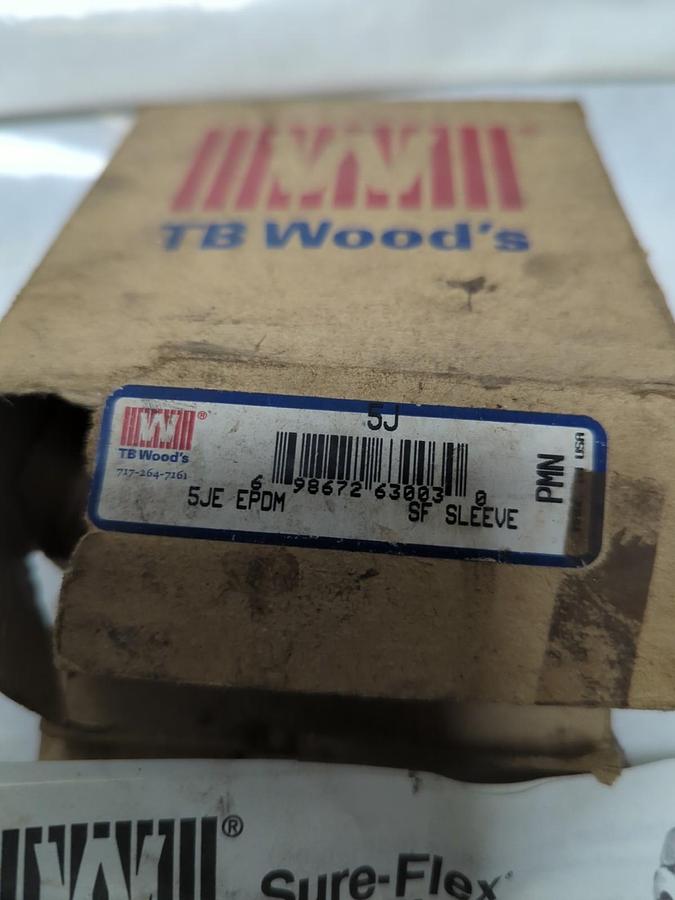 TB Wood's
5J
®
TB Wood's
717-264-7161
6 98672 63003 0
5JE EPDM SF SLEEVE
PMN
USA
®
Sure-Flex